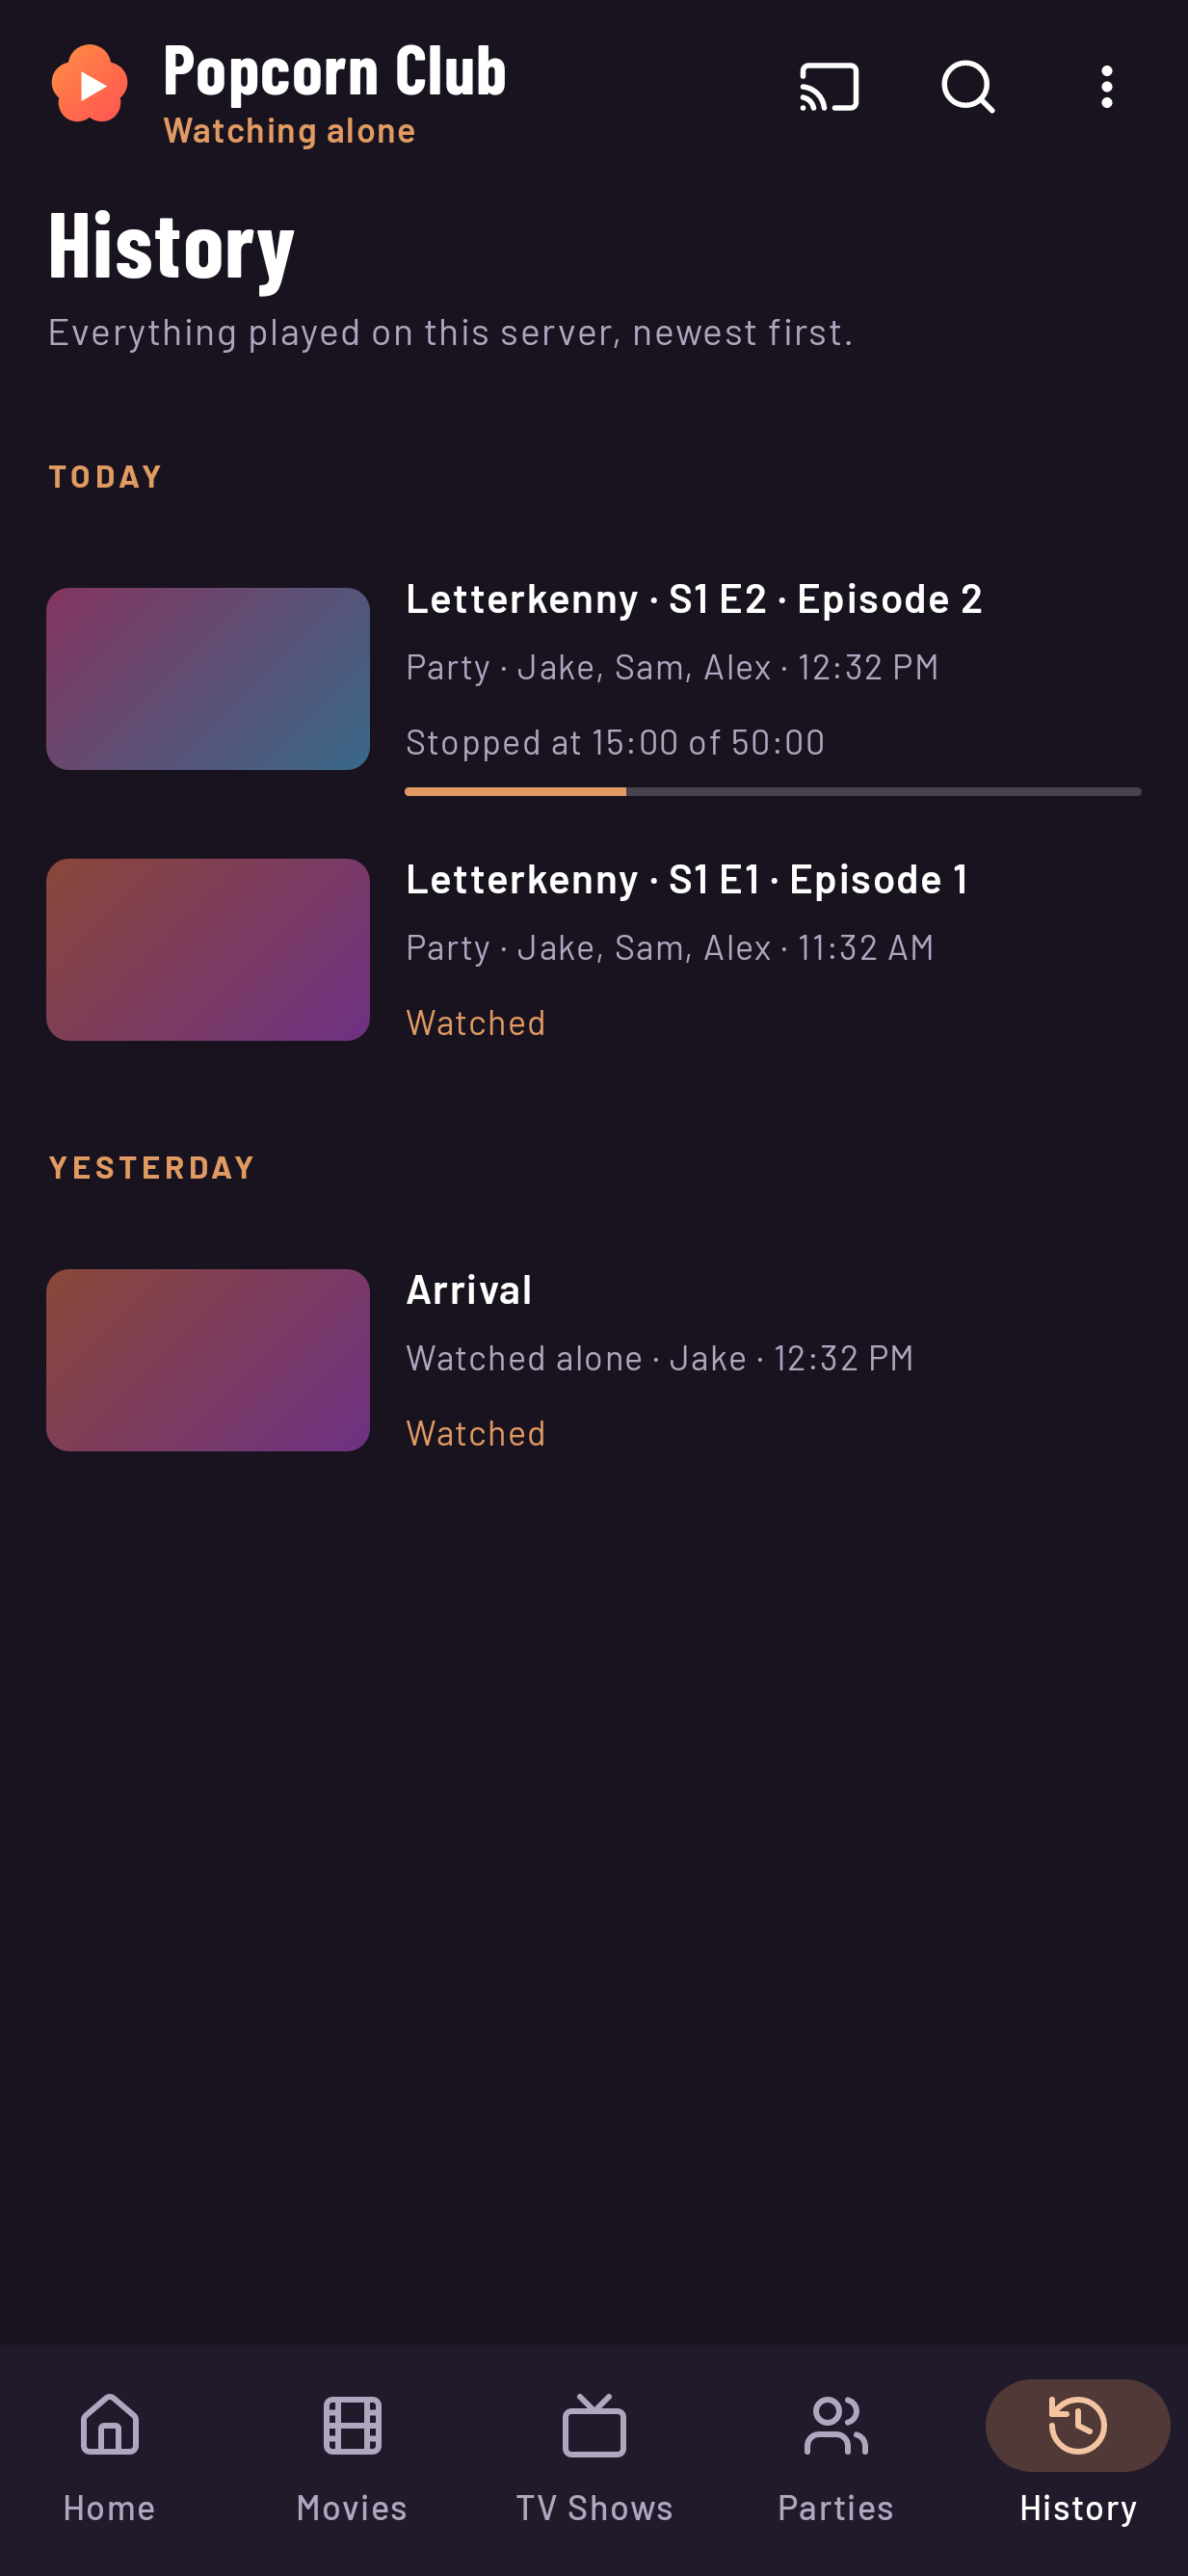 Popcorn Club
Watching alone
History
Everything played on this server, newest first.
TODAY
Letterkenny · S1 E2 · Episode 2
Party · Jake, Sam, Alex · 12:32 PM
Stopped at 15:00 of 50:00
Letterkenny · S1 E1 · Episode 1
Party · Jake, Sam, Alex · 11:32 AM
Watched
YESTERDAY
Arrival
Watched alone · Jake · 12:32 PM
Watched
Home
Movies
TV Shows
Parties
History